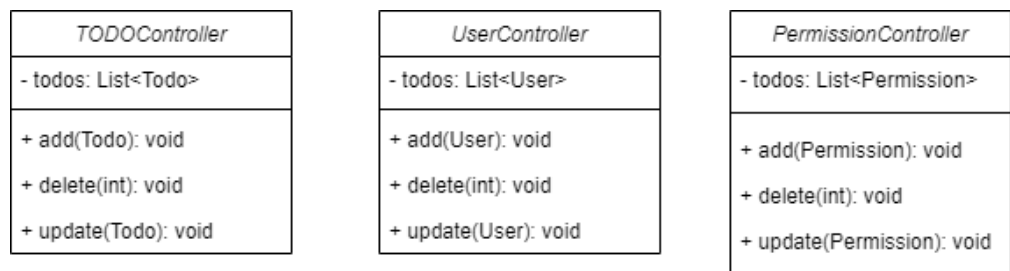 TODOController
- todos: List<Todo>
+ add(Todo): void
+ delete(int): void
+ update(Todo): void
UserController
- todos: List<User>
+ add(User): void
+ delete(int): void
+ update(User): void
PermissionController
- todos: List<Permission>
+ add(Permission): void
+ delete(int): void
+ update(Permission): void